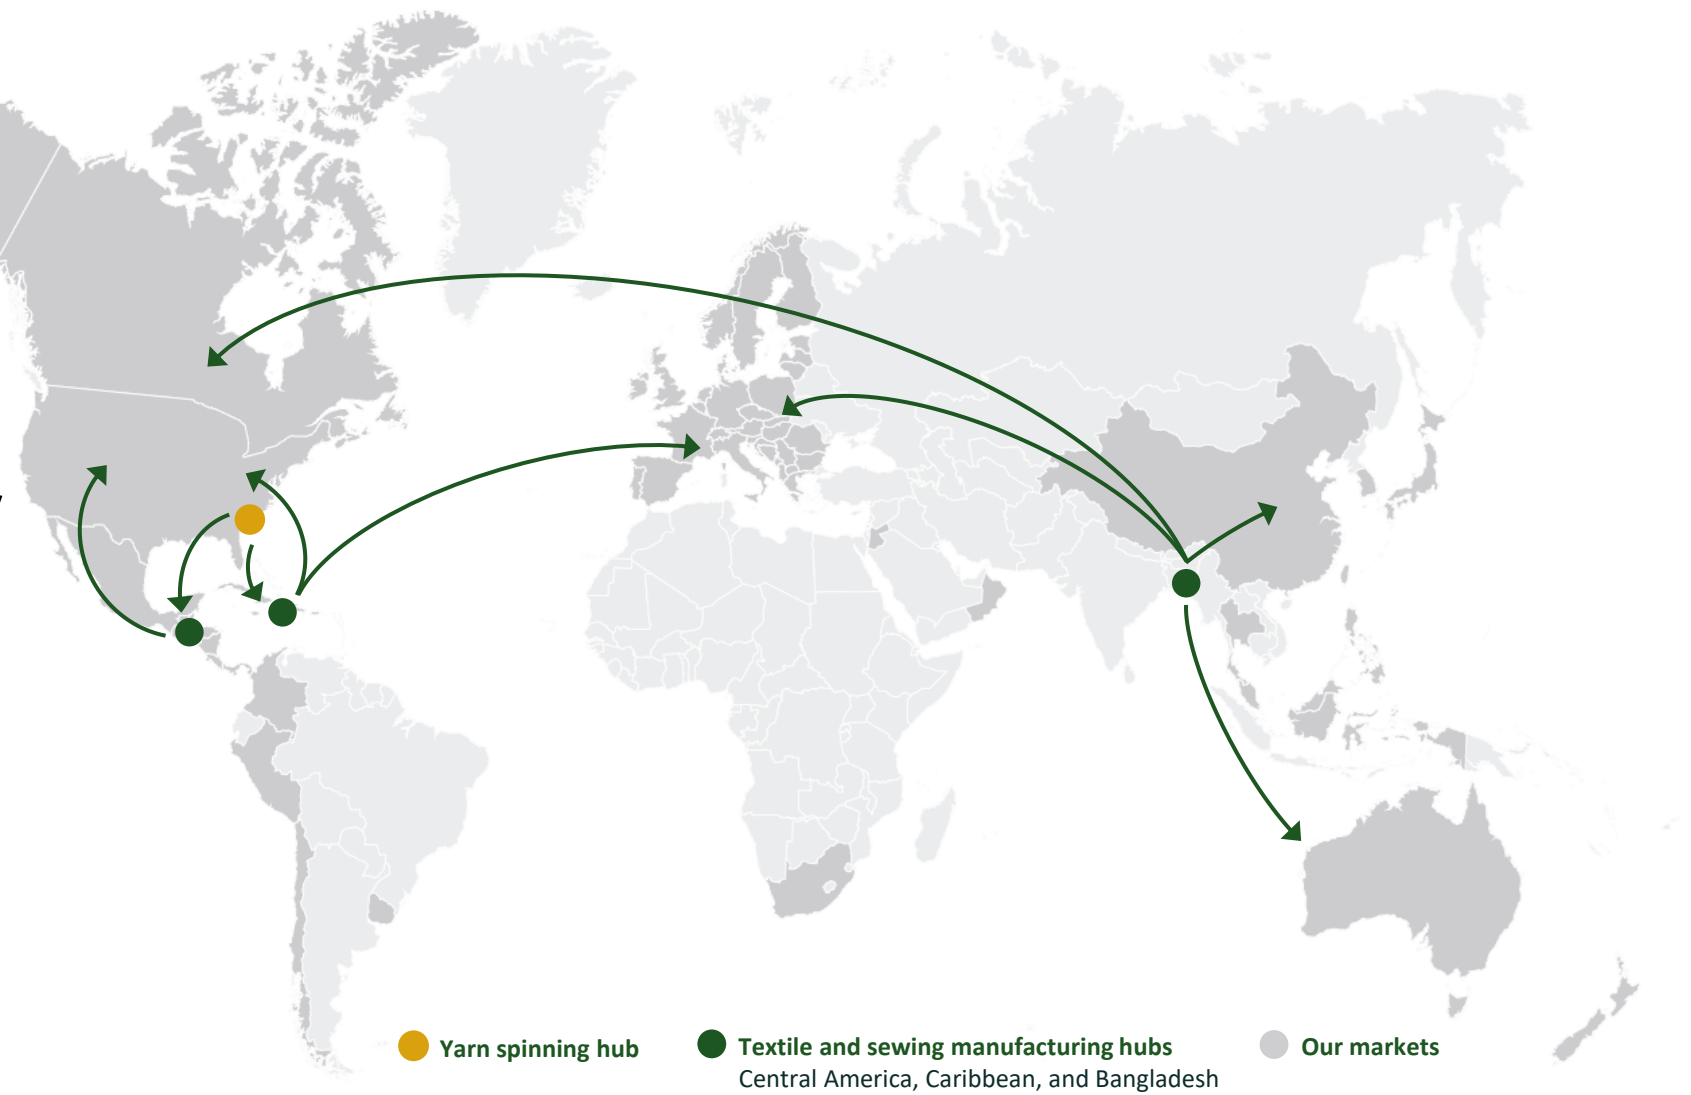 Yarn spinning hub
Textile and sewing manufacturing hubs
Central America, Caribbean, and Bangladesh
Our markets